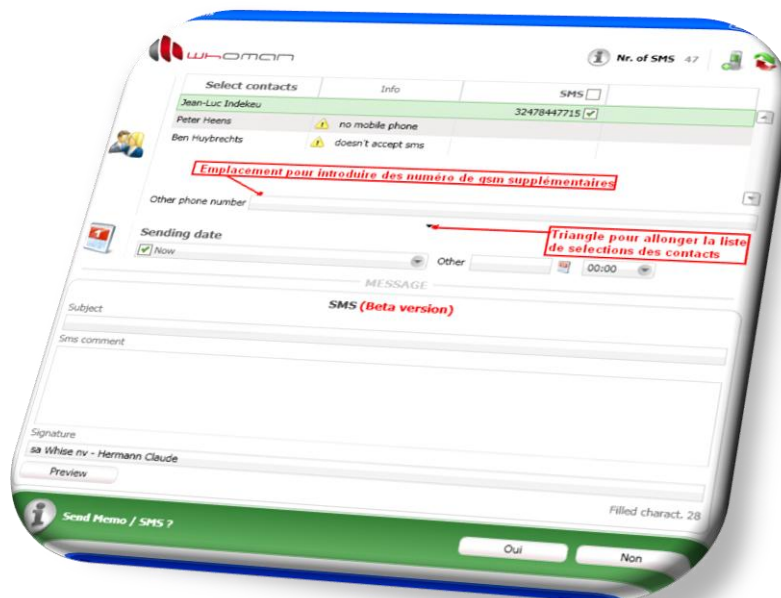 whoman
Nr. of SMS 47
Select contacts Info SMS
Jean-Luc Indekeu 32478447715
Peter Heens no mobile phone
Ben Huybrechts doesn't accept sms
Emplacement pour introduire des numéro de gsm supplémentaires
Other phone number
Triangle pour allonger la liste
de selections des contacts
Sending date
Now Other 00:00
MESSAGE
SMS (Beta version)
Subject
Sms comment
Signature
sa Whise nv - Hermann Claude
Preview
Filled charact. 28
Send Memo / SMS ?
Oui Non